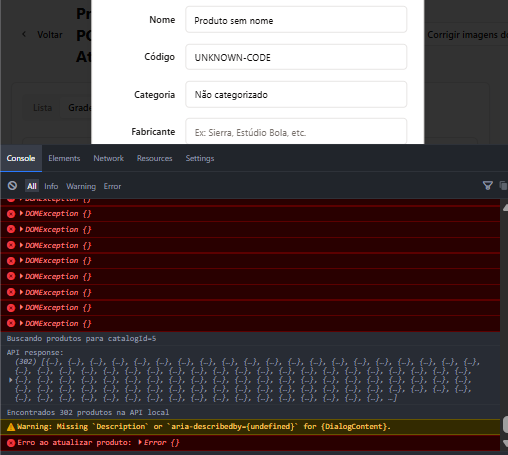 Pr
Nome
Produto sem nome
Voltar
PC
Corrigir imagens de
At
Código
UNKNOWN-CODE
Categoria
Não categorizado
Lista
Grade
Fabricante
Ex: Sierra, Estúdio Bola, etc.
Console Elements Network Resources Settings
All Info Warning Error
DOMException {}
DOMException {}
DOMException {}
DOMException {}
DOMException {}
DOMException {}
DOMException {}
DOMException {}
Buscando produtos para catalogId=5
API response:
(302) [{…}, {…}, {…}, {…}, {…}, {…}, {…}, {…}, {…}, {…}, {…}, {…}, {…}, {…}, {…}, {…}, {…}, {…}, {…},
{…}, {…}, {…}, {…}, {…}, {…}, {…}, {…}, {…}, {…}, {…}, {…}, {…}, {…}, {…}, {…}, {…}, {…}, {…}, {…}, {…},
{…}, {…}, {…}, {…}, {…}, {…}, {…}, {…}, {…}, {…}, {…}, {…}, {…}, {…}, {…}, {…}, {…}, {…}, {…}, {…}, {…},
{…}, {…}, {…}, {…}, {…}, {…}, {…}, {…}, {…}, {…}, {…}, {…}, {…}, {…}, {…}, {…}, {…}, {…}, {…}, {…}, {…},
{…}, {…}, {…}, {…}, {…}, {…}, {…}, {…}, {…}, {…}, {…}, {…}, {…}, {…}, {…}, {…}, {…}, {…}, …]
Encontrados 302 produtos na API local
Warning: Missing `Description` or `aria-describedby={undefined}` for {DialogContent}.
Erro ao atualizar produto: Error {}